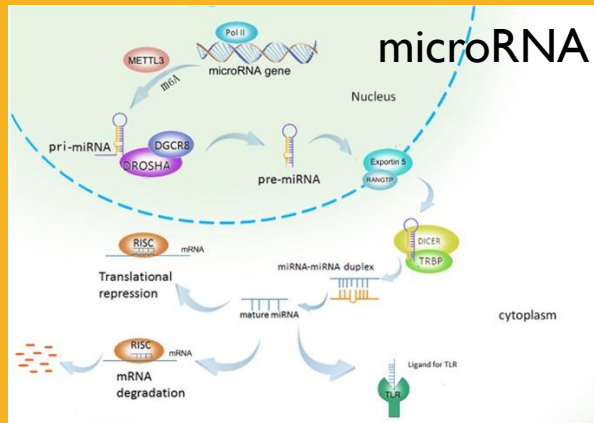 microRNA
Pol II
METTL3
m6A
microRNA gene
Nucleus
pri-miRNA
DGCR8
DROSHA
pre-miRNA
Exportin 5
RANGTP
DICER
TRBP
RISC
mRNA
miRNA-miRNA duplex
Translational
repression
mature miRNA
cytoplasm
RISC
mRNA
mRNA
degradation
Ligand for TLR
TLR